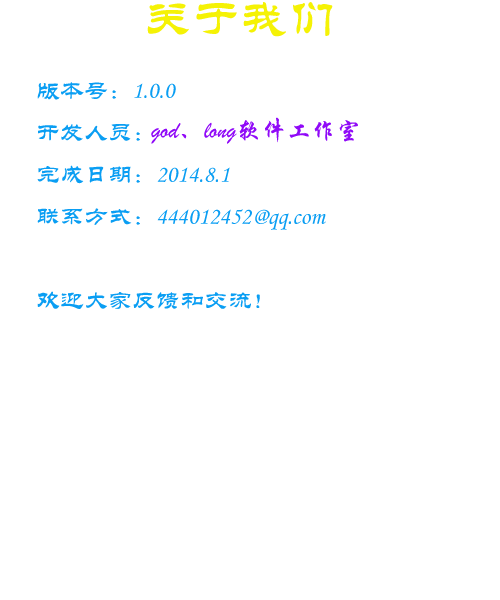 关于我们
版本号：1.0.0
开发人员：god、long软件工作室
完成日期：2014.8.1
联系方式：444012452@qq.com
欢迎大家反馈和交流！